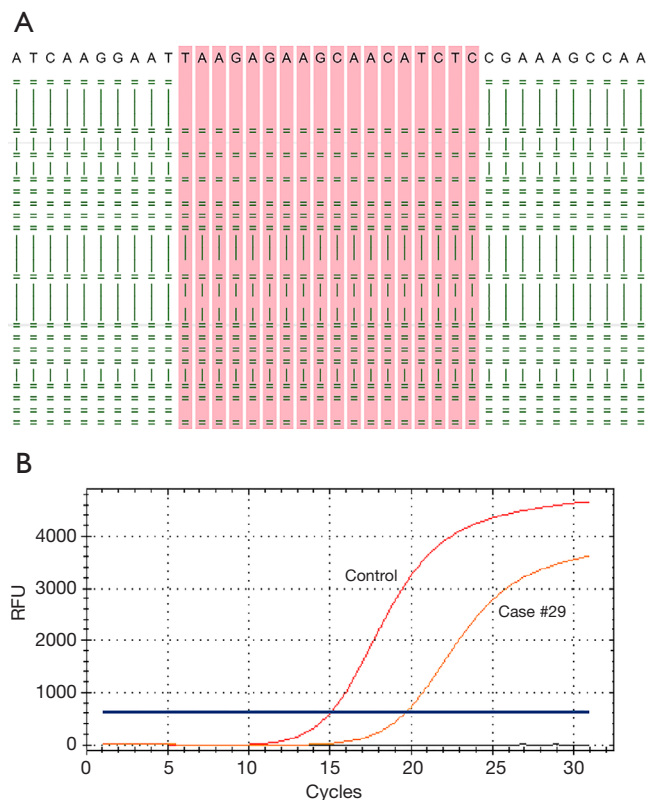 A
A T C A A G G A A T T A A G A G A A G C A A C A T C T C C G A A A G C C A A
B
4000
3000
2000
1000
0
RFU
Control
Case #29
0 5 10 15 20 25 30
Cycles